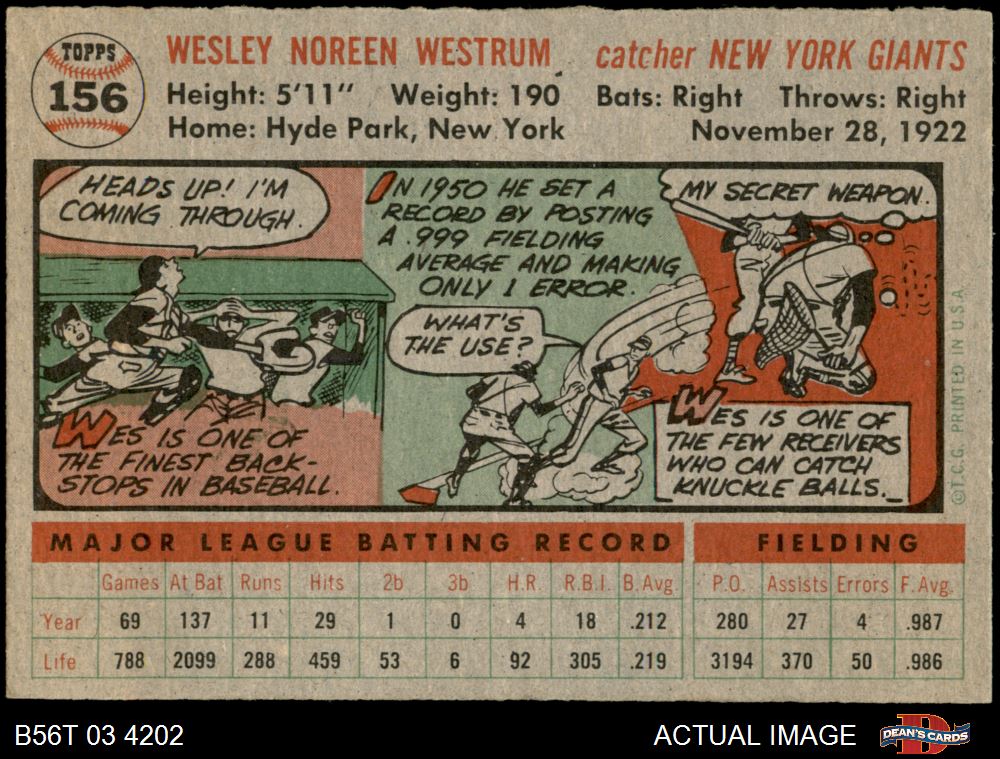 TOPPS
156
WESLEY NOREEN WESTRUM catcher NEW YORK GIANTS
Height: 5'11" Weight: 190 Bats: Right Throws: Right
Home: Hyde Park, New York November 28, 1922
HEADS UP! I'M
COMING THROUGH.
WES IS ONE OF
THE FINEST BACK-
STOPS IN BASEBALL.
IN 1950 HE SET A
RECORD BY POSTING
A .999 FIELDING
AVERAGE AND MAKING
ONLY 1 ERROR.
WHAT'S
THE USE?
MY SECRET WEAPON.
WES IS ONE OF
THE FEW RECEIVERS
WHO CAN CATCH
KNUCKLE BALLS.
©T.C.G. PRINTED IN U.S.A.
MAJOR LEAGUE BATTING RECORD FIELDING
Games At Bat Runs Hits 2b 3b H.R R.B.I. B.Avg. P.O. Assists Errors F.Avg.
Year 69 137 11 29 1 0 4 18 .212 280 27 4 .987
Life 788 2099 288 459 53 6 92 305 .219 3194 370 50 .986
B56T 03 4202 ACTUAL IMAGE DEAN'S CARDS